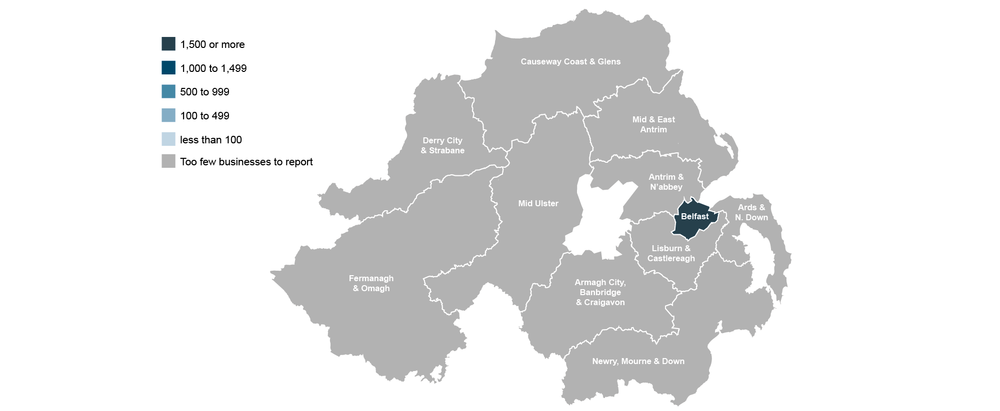 1,500 or more
1,000 to 1,499
500 to 999
100 to 499
less than 100
Too few businesses to report
Causeway Coast & Glens
Mid & East
Antrim
Derry City
& Strabane
Antrim &
N'abbey
Mid Ulster
Belfast
Ards &
N. Down
Lisburn &
Castlereagh
Fermanagh
& Omagh
Armagh City,
Banbridge
& Craigavon
Newry, Mourne & Down